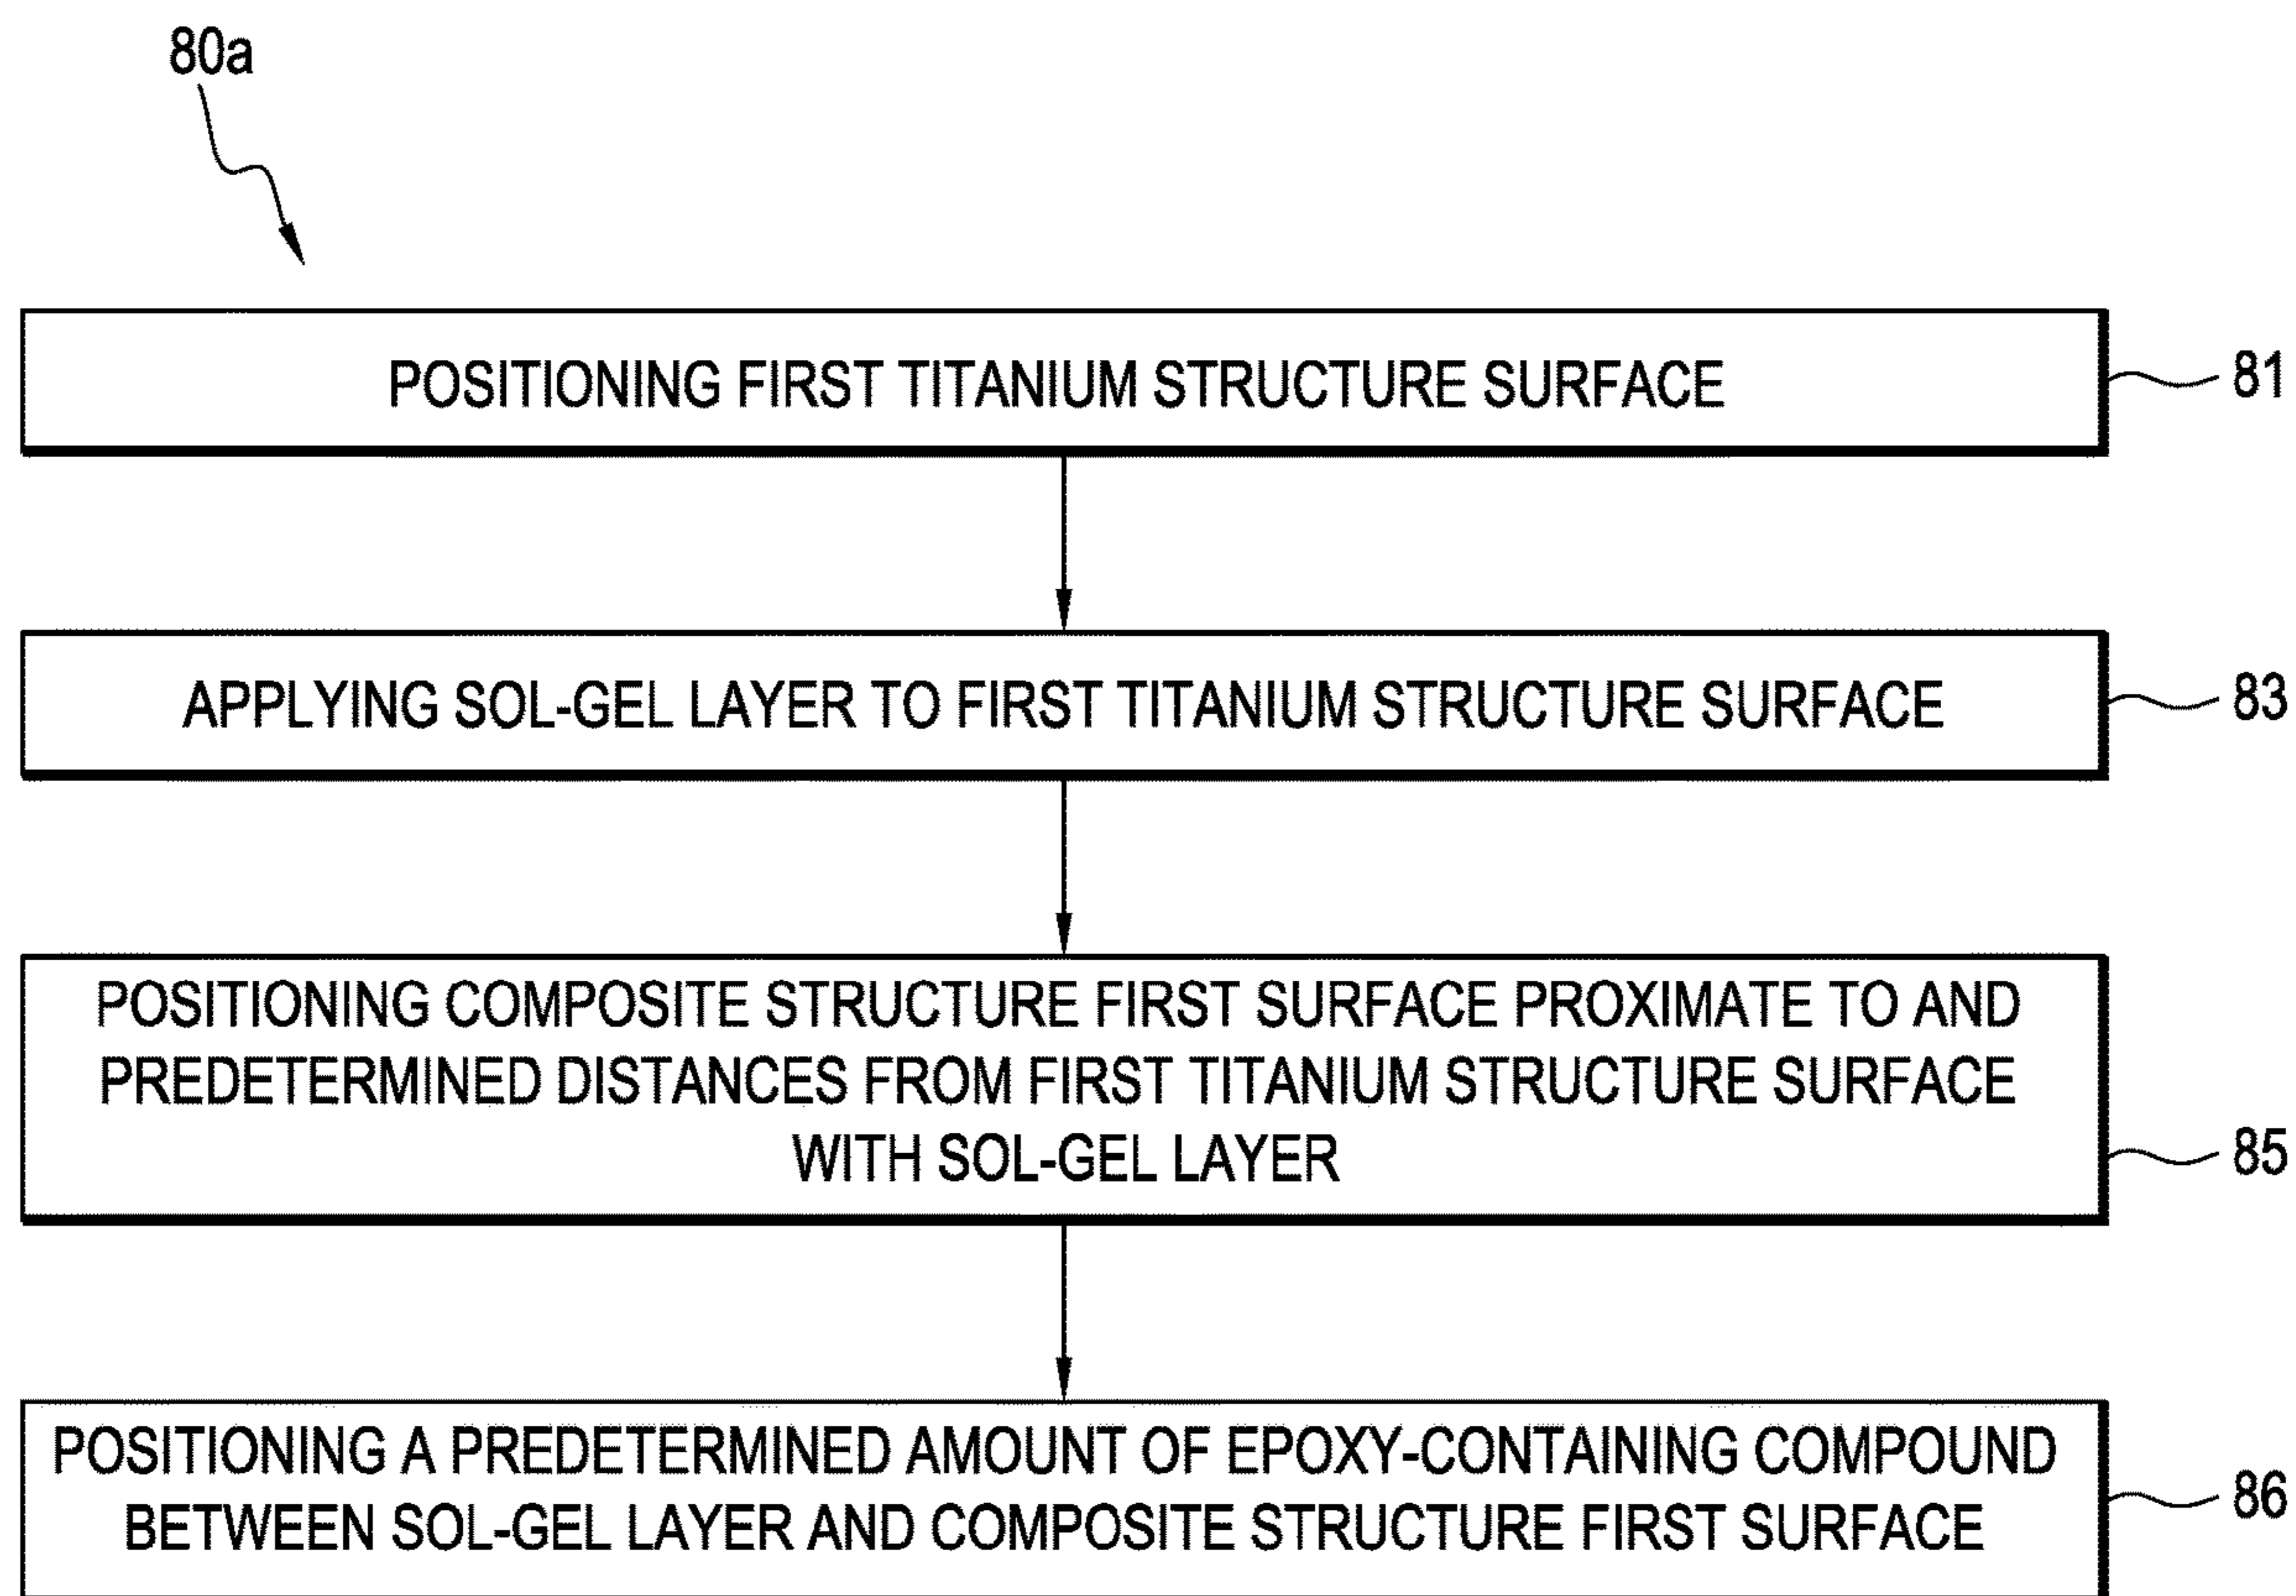 80a
POSITIONING FIRST TITANIUM STRUCTURE SURFACE
81
APPLYING SOL-GEL LAYER TO FIRST TITANIUM STRUCTURE SURFACE
83
POSITIONING COMPOSITE STRUCTURE FIRST SURFACE PROXIMATE TO AND
PREDETERMINED DISTANCES FROM FIRST TITANIUM STRUCTURE SURFACE
WITH SOL-GEL LAYER
85
POSITIONING A PREDETERMINED AMOUNT OF EPOXY-CONTAINING COMPOUND
BETWEEN SOL-GEL LAYER AND COMPOSITE STRUCTURE FIRST SURFACE
86